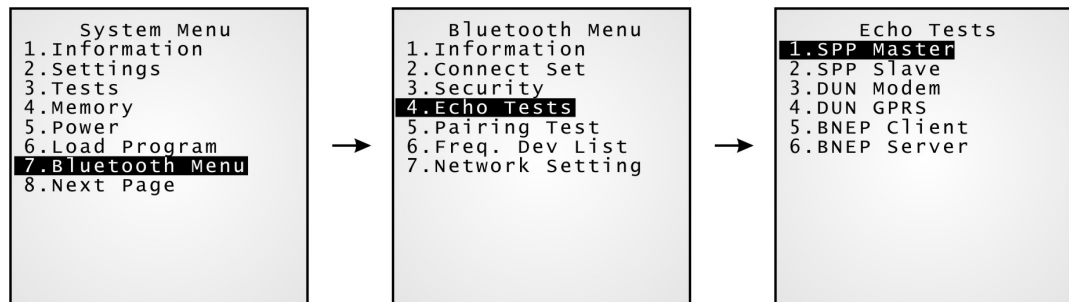 System Menu
1.Information
2.Settings
3.Tests
4.Memory
5.Power
6.Load Program
7.Bluetooth Menu
8.Next Page
Bluetooth Menu
1.Information
2.Connect Set
3.Security
4.Echo Tests
5.Pairing Test
6.Freq. Dev List
7.Network Setting
Echo Tests
1.SPP Master
2.SPP Slave
3.DUN Modem
4.DUN GPRS
5.BNEP Client
6.BNEP Server